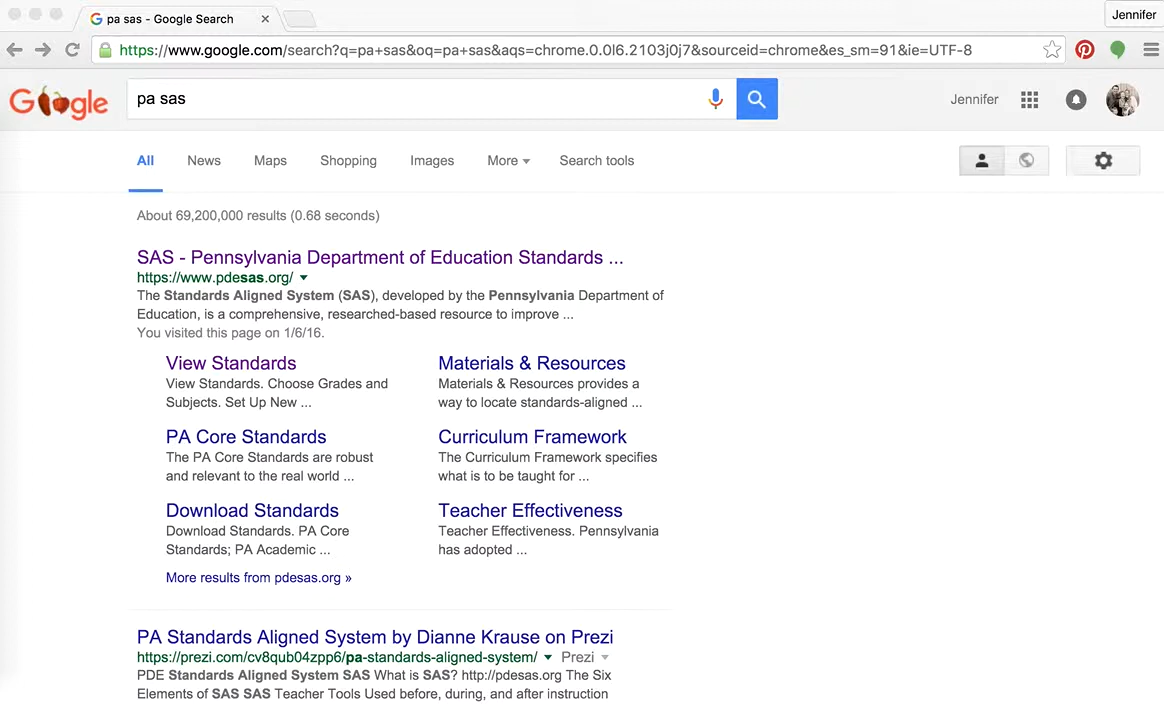 pa sas - Google Search
Jennifer
https://www.google.com/search?q=pa+sas&oq=pa+sas&aqs=chrome.0.0l6.2103j0j7&sourceid=chrome&es_sm=91&ie=UTF-8
Google
pa sas
Jennifer
All News Maps Shopping Images More Search tools
About 69,200,000 results (0.68 seconds)
SAS - Pennsylvania Department of Education Standards ...
https://www.pdesas.org/
The Standards Aligned System (SAS), developed by the Pennsylvania Department of
Education, is a comprehensive, researched-based resource to improve ...
You visited this page on 1/6/16.
View Standards
View Standards. Choose Grades and
Subjects. Set Up New ...
Materials & Resources
Materials & Resources provides a
way to locate standards-aligned ...
PA Core Standards
The PA Core Standards are robust
and relevant to the real world ...
Curriculum Framework
The Curriculum Framework specifies
what is to be taught for ...
Download Standards
Download Standards. PA Core
Standards; PA Academic ...
Teacher Effectiveness
Teacher Effectiveness. Pennsylvania
has adopted ...
More results from pdesas.org »
PA Standards Aligned System by Dianne Krause on Prezi
https://prezi.com/cv8qub04zpp6/pa-standards-aligned-system/ Prezi
PDE Standards Aligned System SAS What is SAS? http://pdesas.org The Six
Elements of SAS SAS Teacher Tools Used before, during, and after instruction